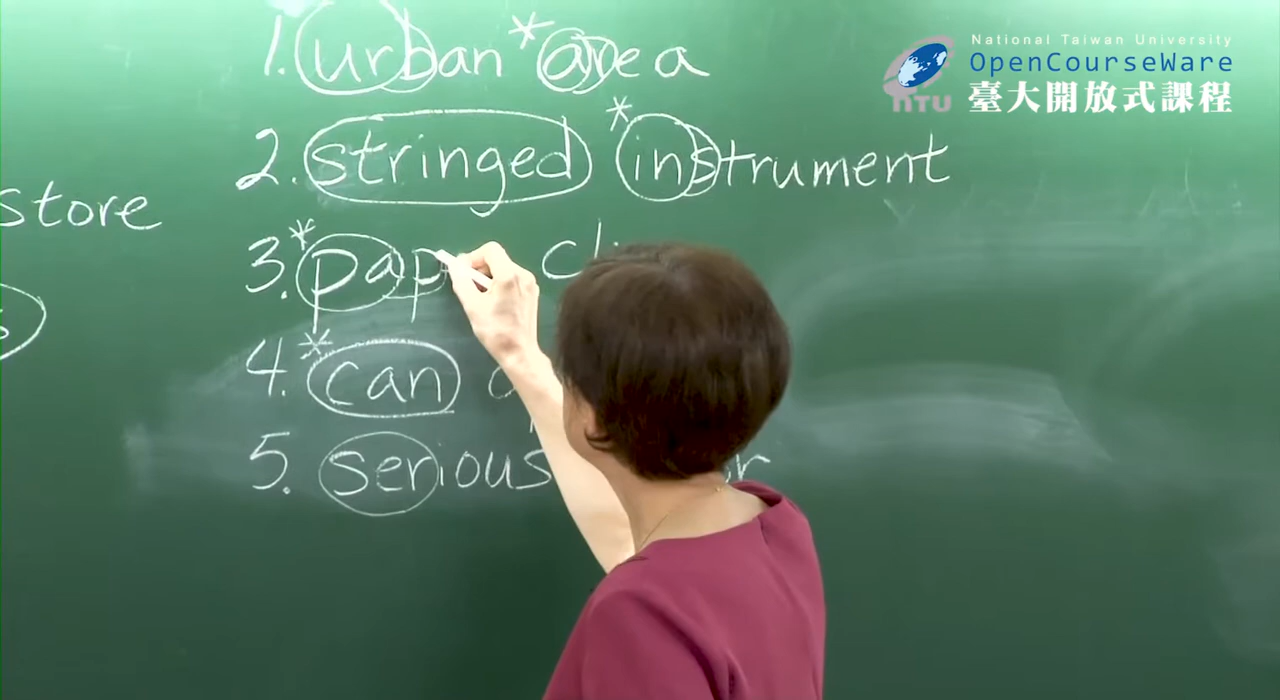 1. urban *area
National Taiwan University
OpenCourseWare
NTU
臺大開放式課程
2. stringed *instrument
store
3. *pap
4. *can
5. serious